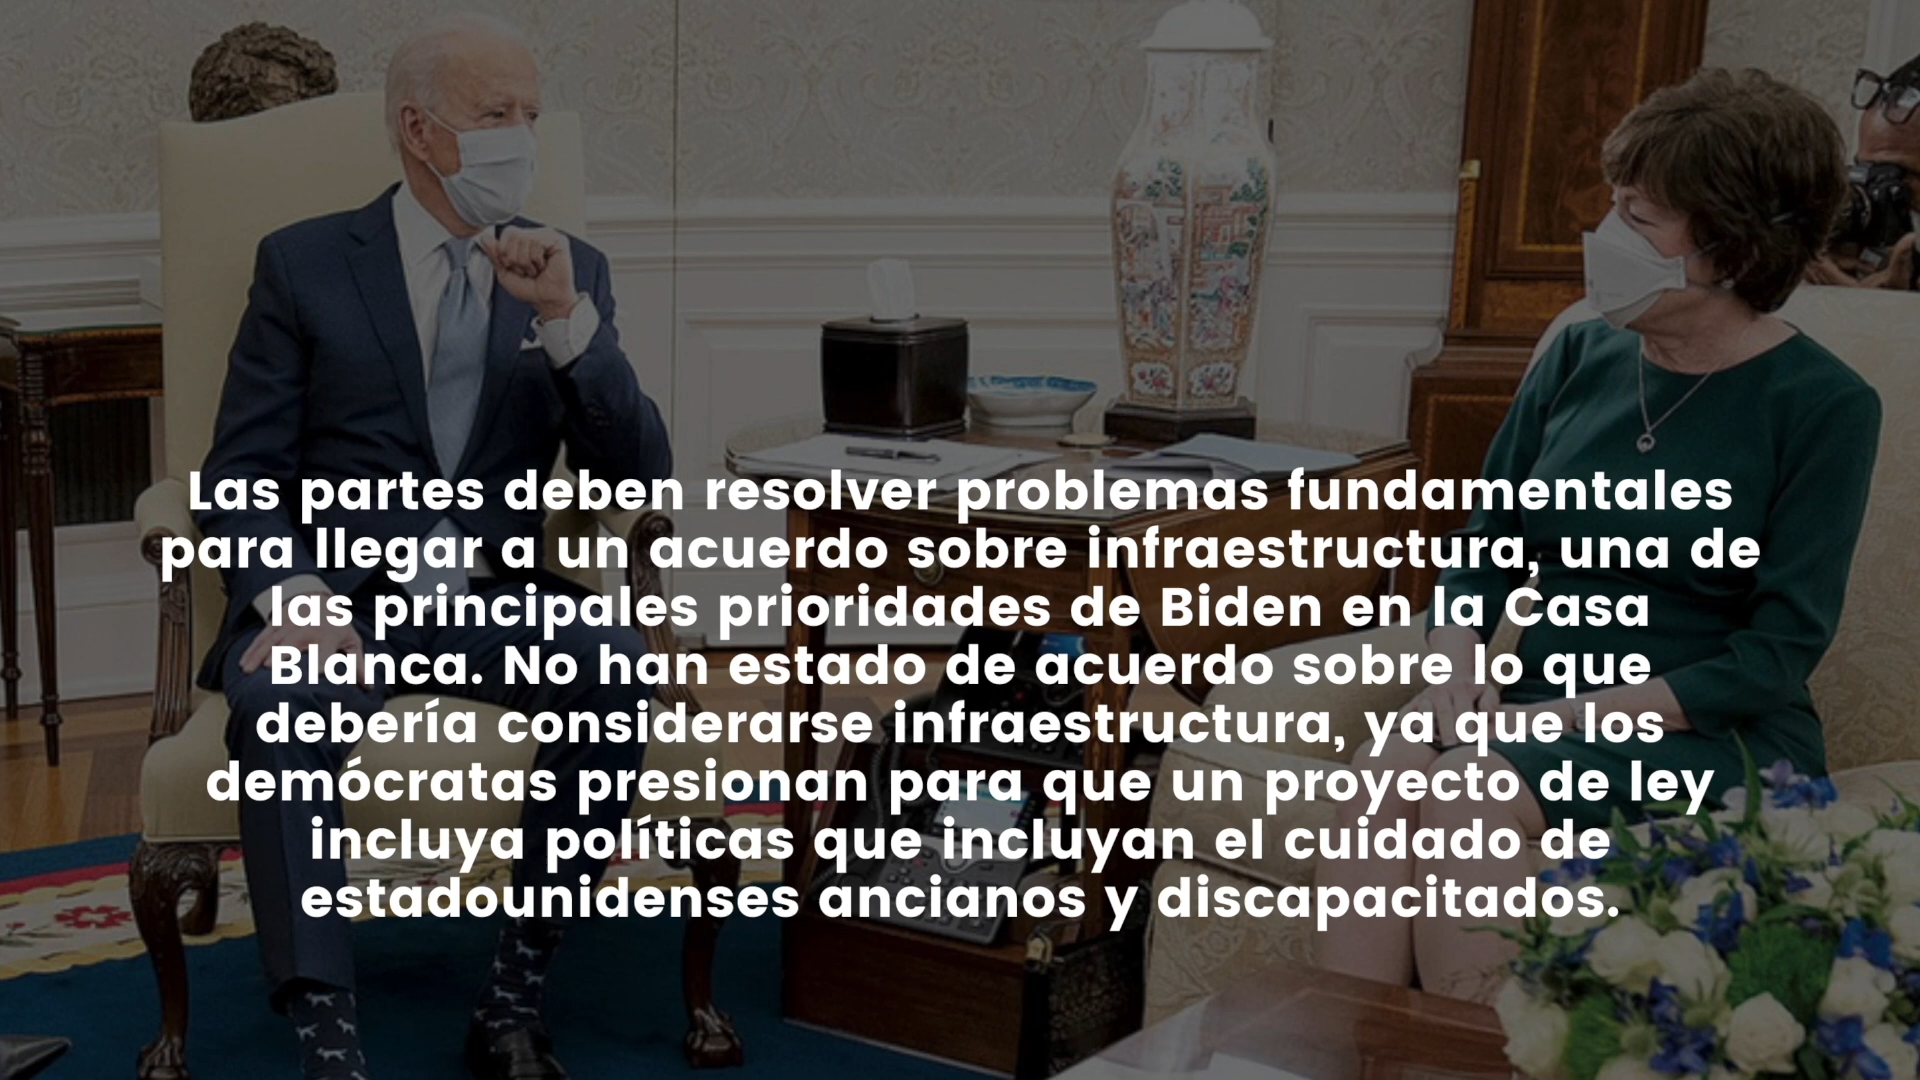 Las partes deben resolver problemas fundamentales
para llegar a un acuerdo sobre infraestructura, una de
las principales prioridades de Biden en la Casa
Blanca. No han estado de acuerdo sobre lo que
debería considerarse infraestructura, ya que los
demócratas presionan para que un proyecto de ley
incluya políticas que incluyan el cuidado de
estadounidenses ancianos y discapacitados.